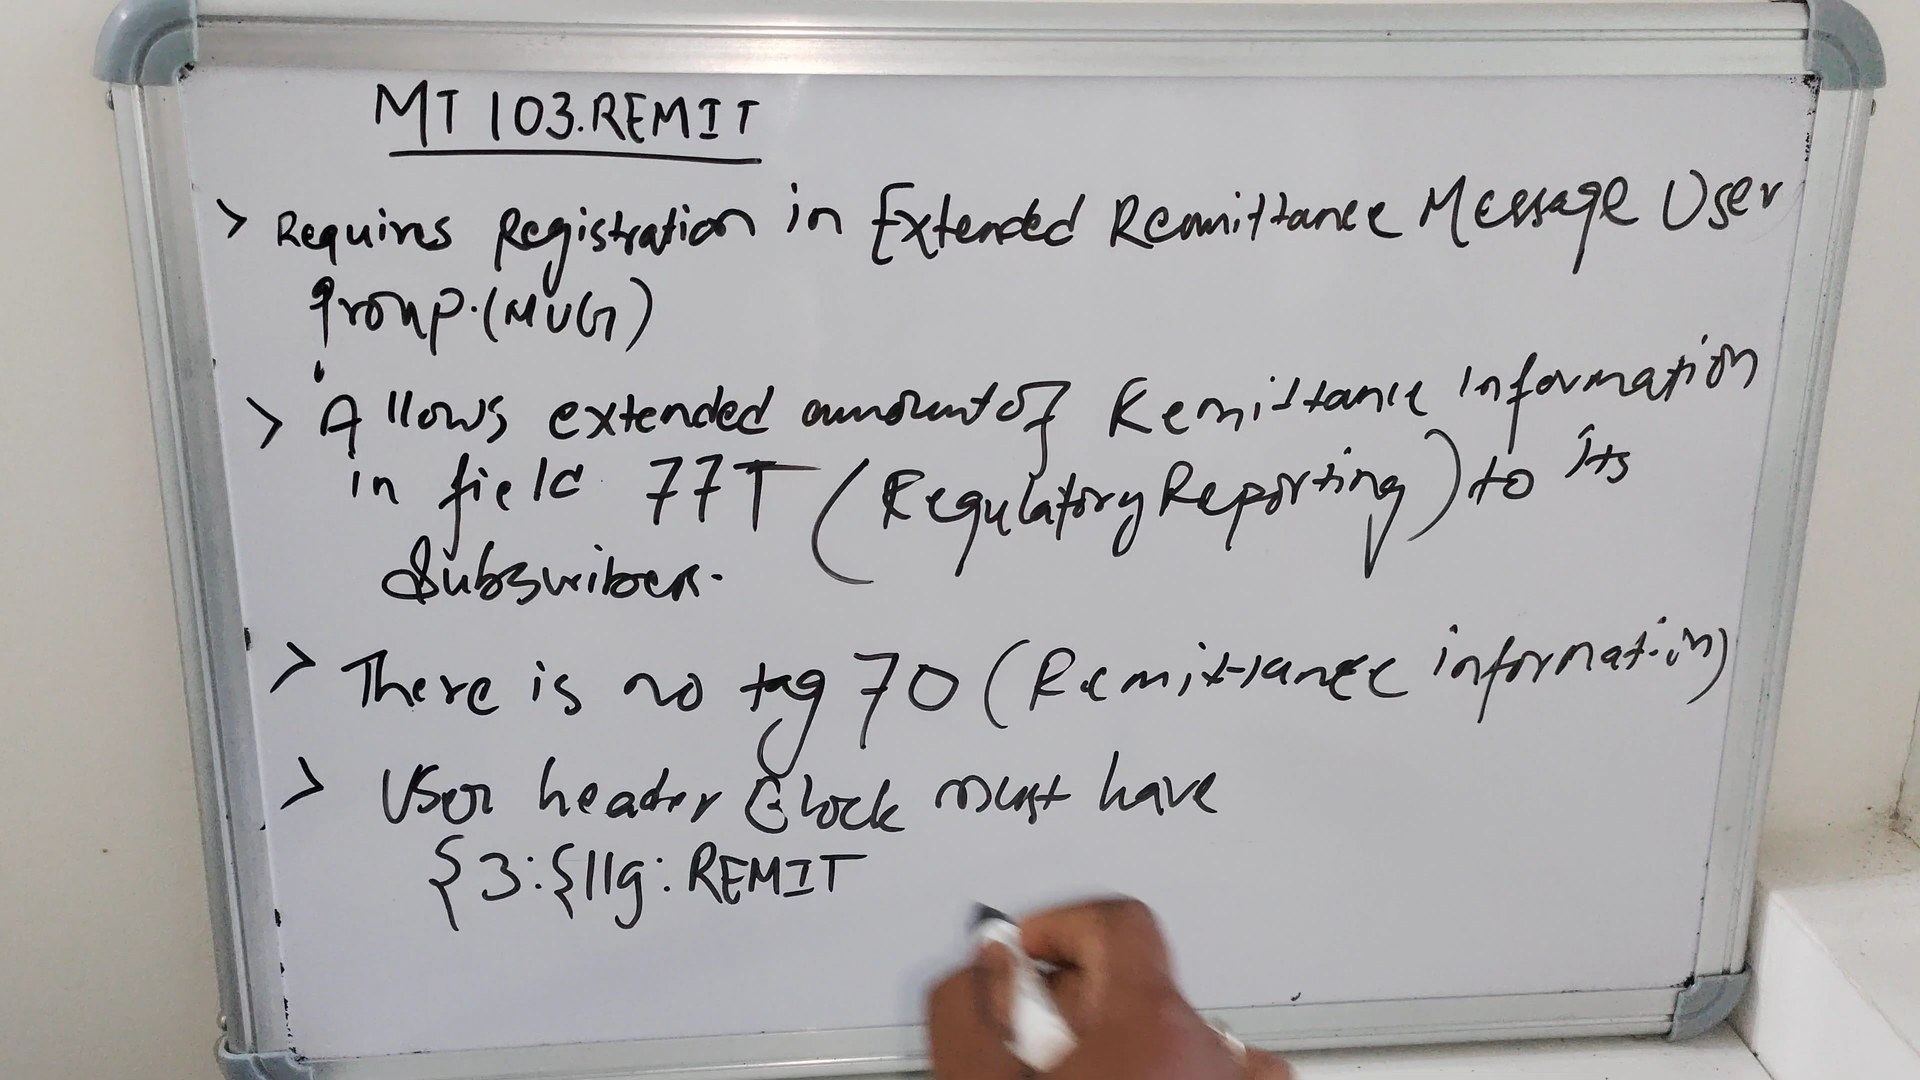 MT 103.REMIT
> Requires Registration in Extended Remittance Message User
group.(MUG)
> Allows extended amount of Remittance Information
in field 77T (Regulatory Reporting) to its
Subscriber.
> There is no tag 70 (Remittance information)
> User header Block must have
{3:{119:REMIT